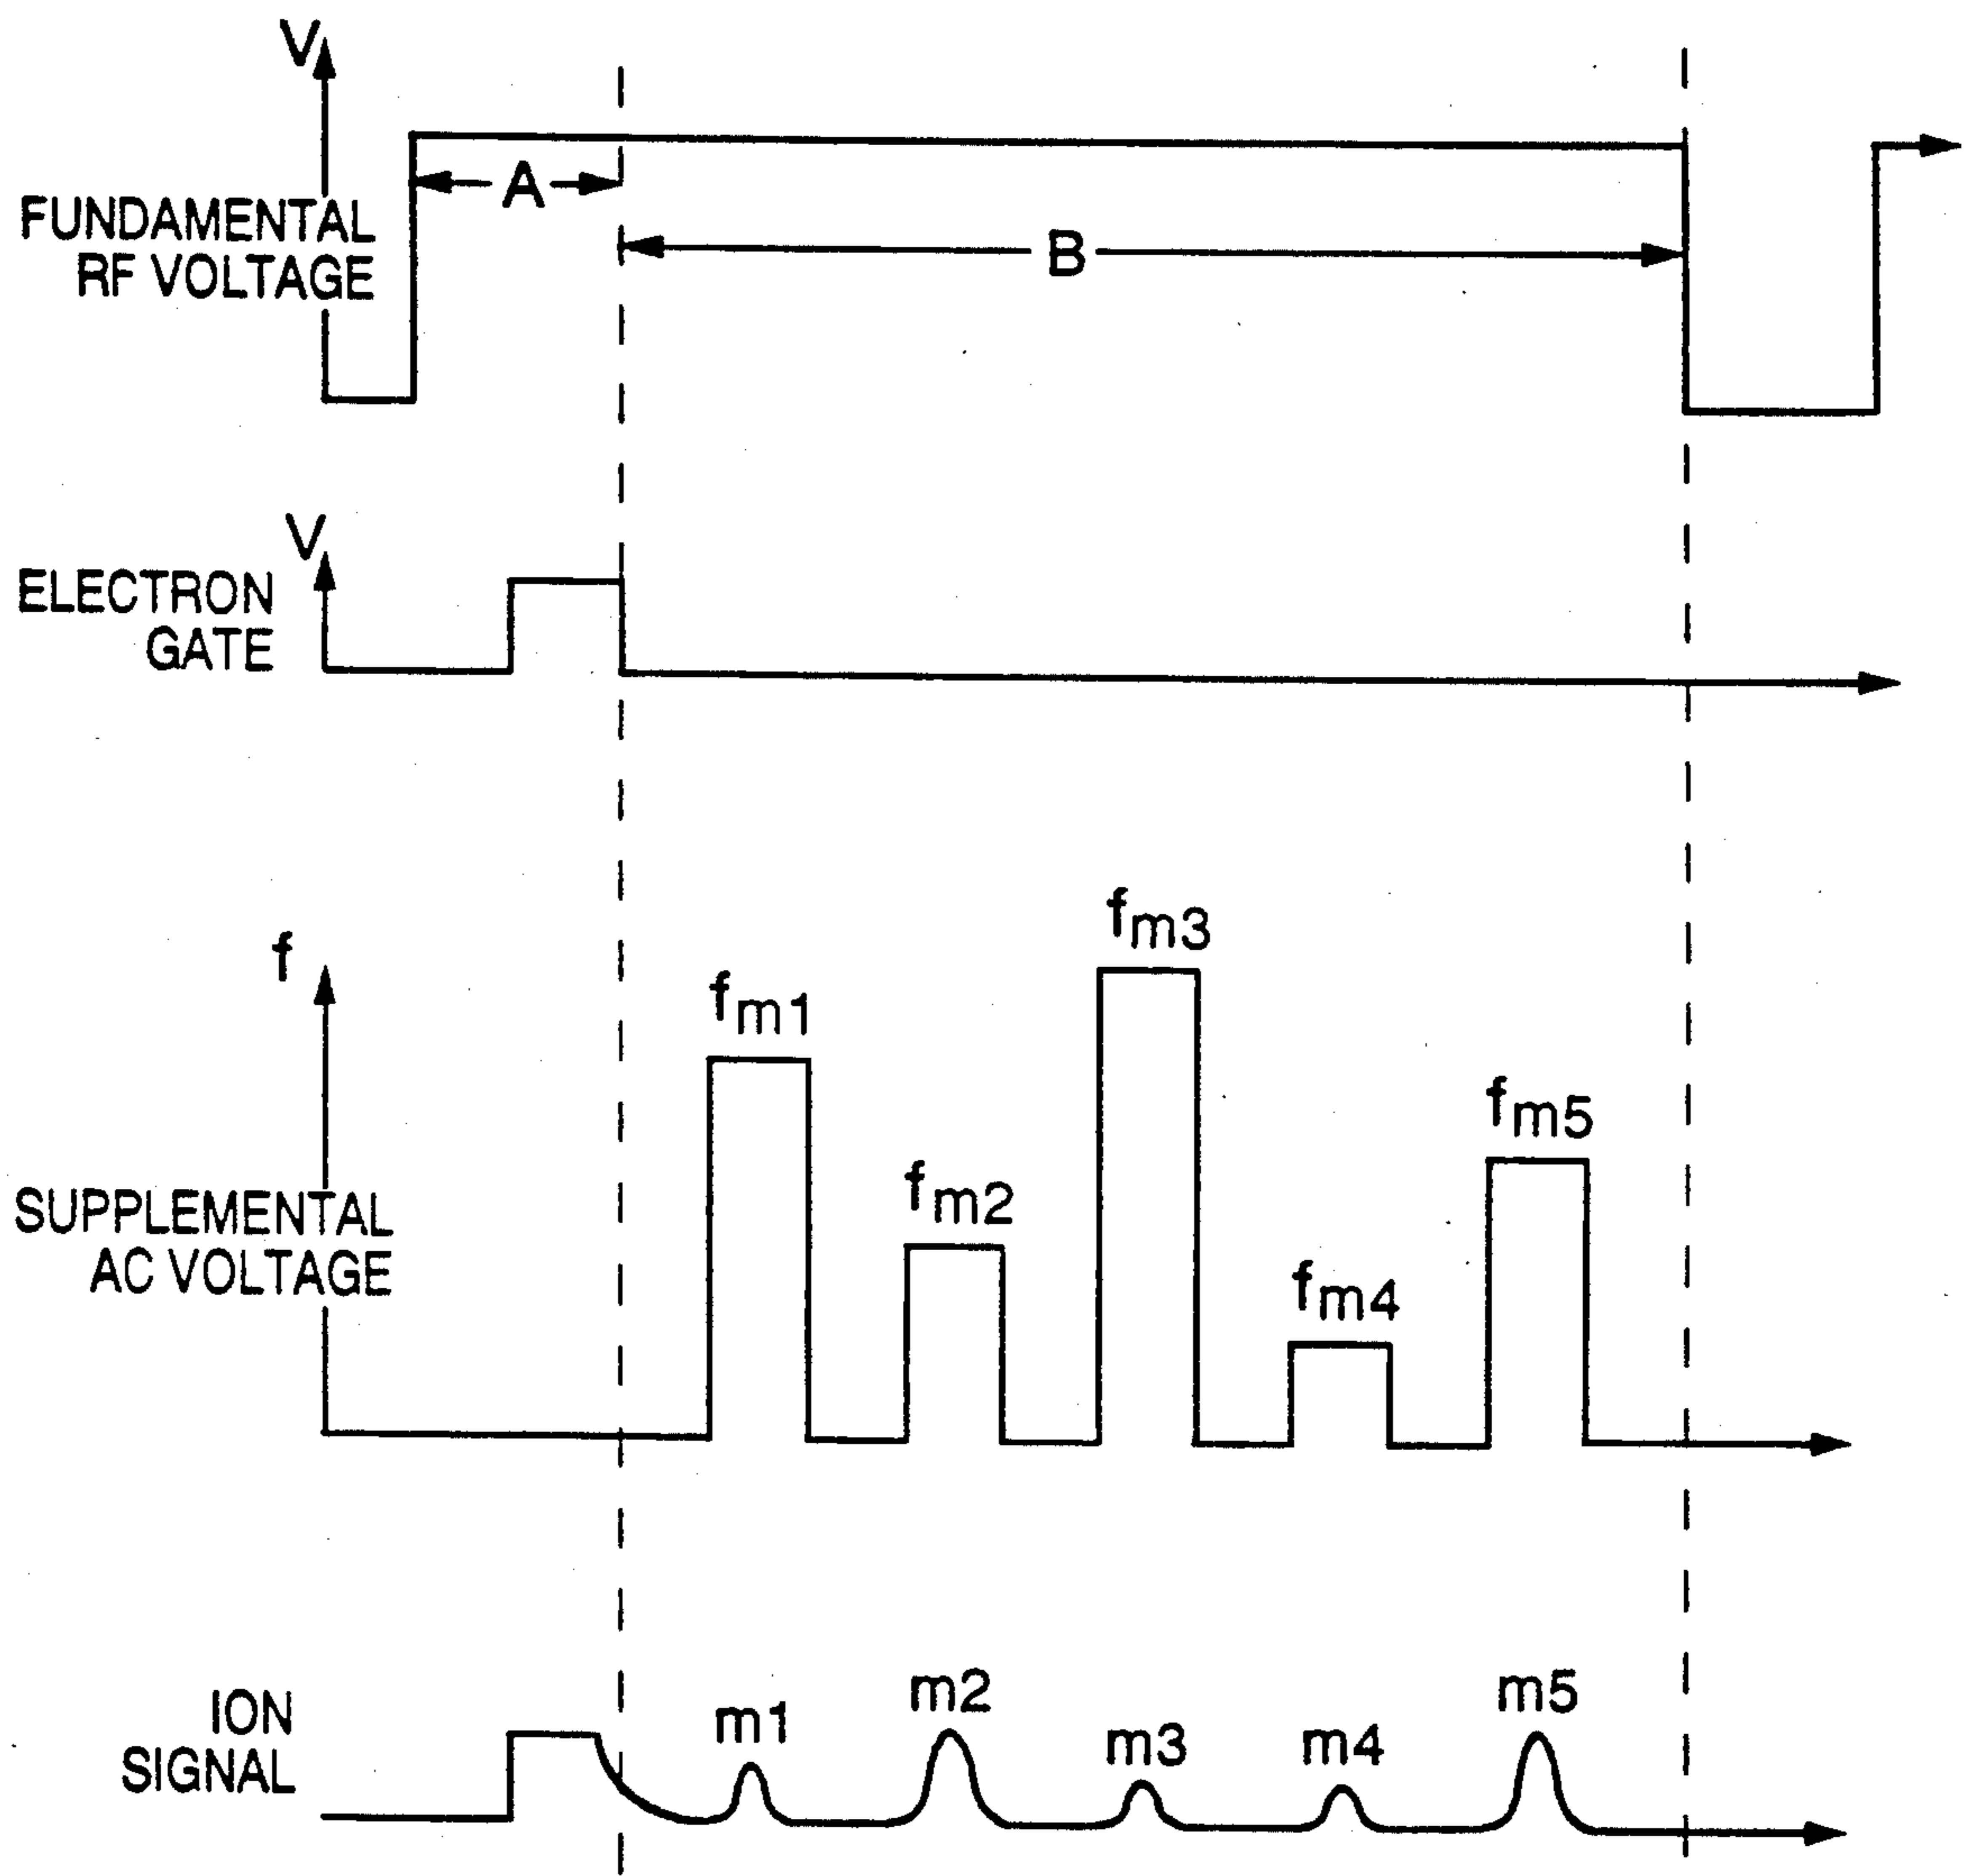 V
FUNDAMENTAL
RF VOLTAGE
A
B
V
ELECTRON
GATE
f
SUPPLEMENTAL
AC VOLTAGE
fm1
fm2
fm3
fm4
fm5
ION
SIGNAL
m1
m2
m3
m4
m5